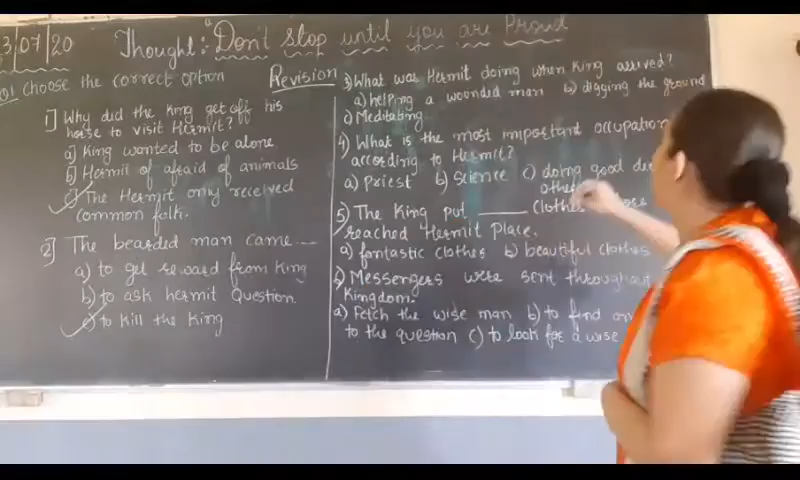 3/07/20
Thought:- "Don't stop until you are Proud
Q1 Choose the correct option
Revision
1] Why did the King get off his
horse to visit Hermit?
a] King wanted to be alone
b] Hermit of afraid of animals
c] The Hermit only received
common folk.
2] The bearded man came
a) to get reward from King
b) to ask hermit Question.
c) to kill the King
3) What was Hermit doing when King arrived?
a) helping a wounded man b) digging the ground
c) Meditating
4) What is the most important occupation
according to Hermit?
a) Priest b) Science c) doing good
5) The King put ____ clothes
reached Hermit Place.
a) fantastic clothes b) beautiful clothes
Messengers were sent throughout
Kingdom.
a) Fetch the wise man b) to find
to the question c) to look for a wise